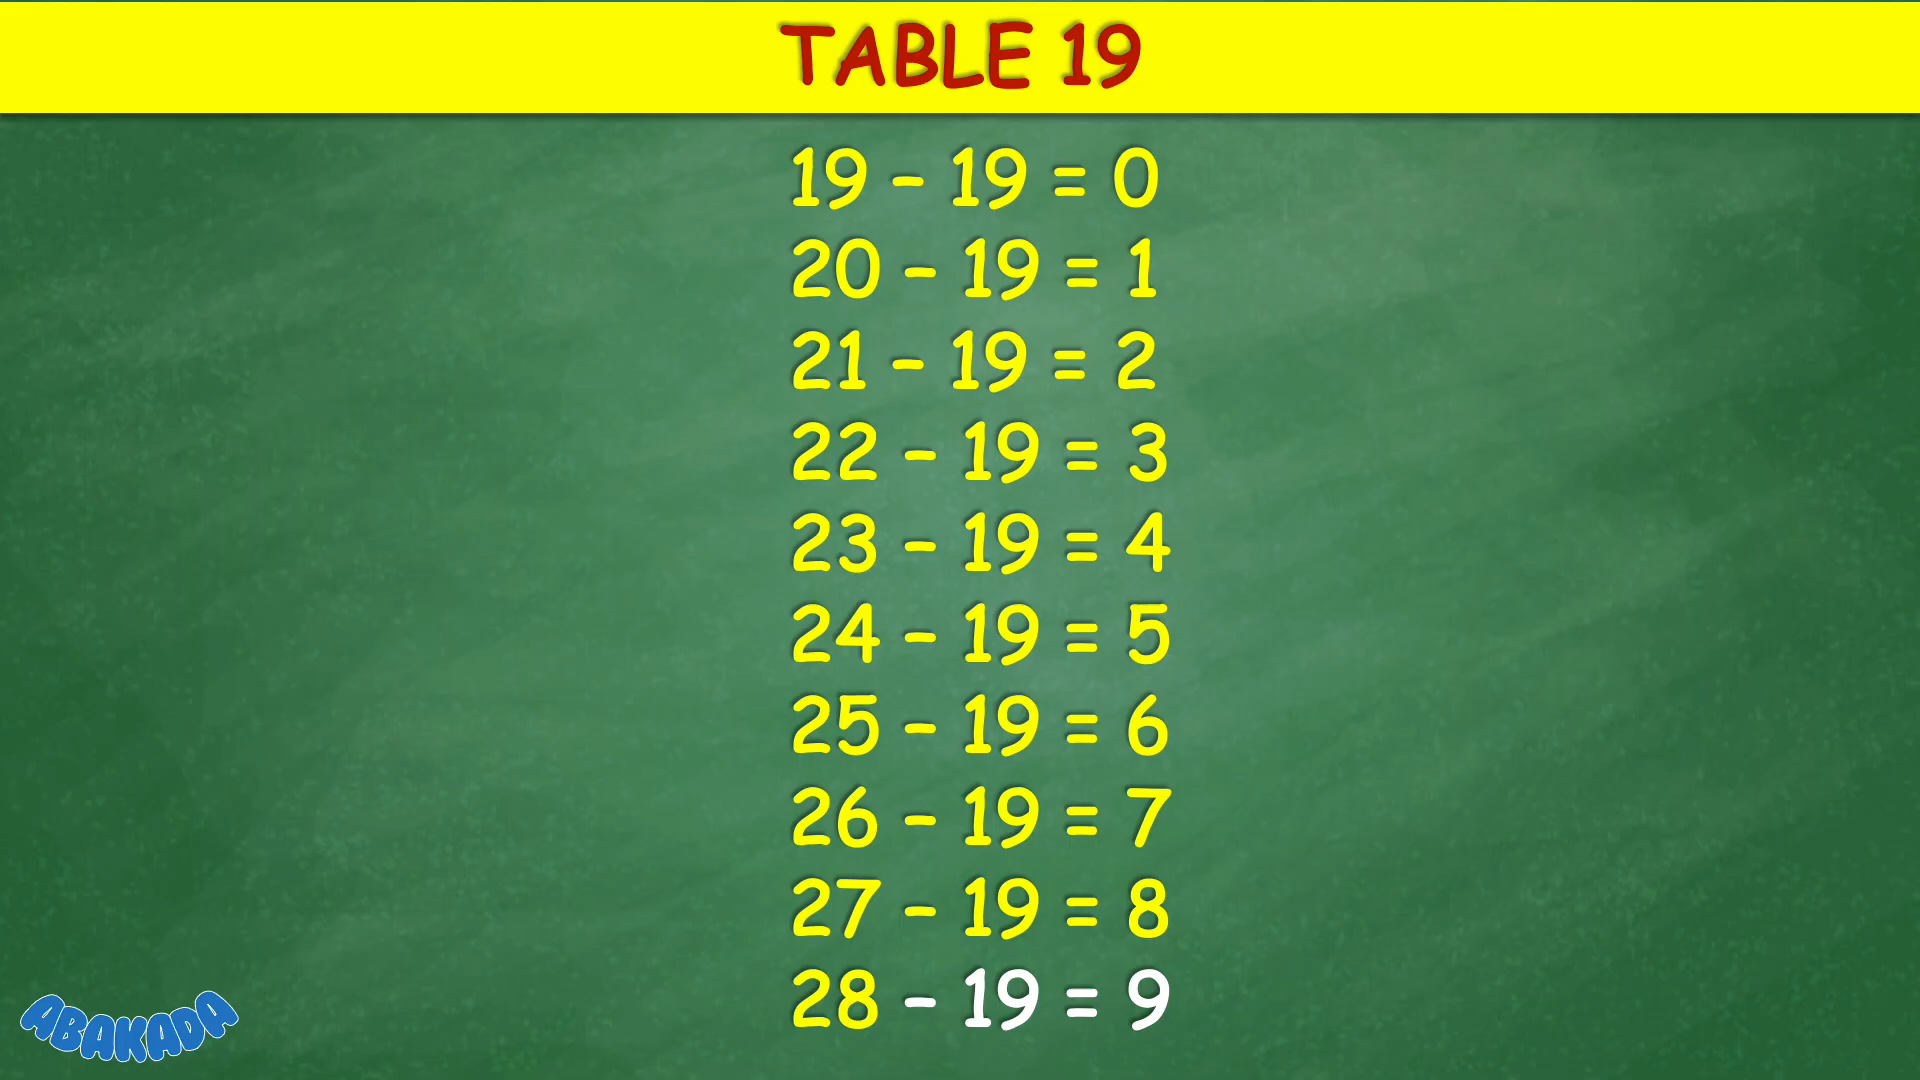 TABLE 19
19 - 19 = 0
20 - 19 = 1
21 - 19 = 2
22 - 19 = 3
23 - 19 = 4
24 - 19 = 5
25 - 19 = 6
26 - 19 = 7
27 - 19 = 8
28 - 19 = 9
ABAKADA